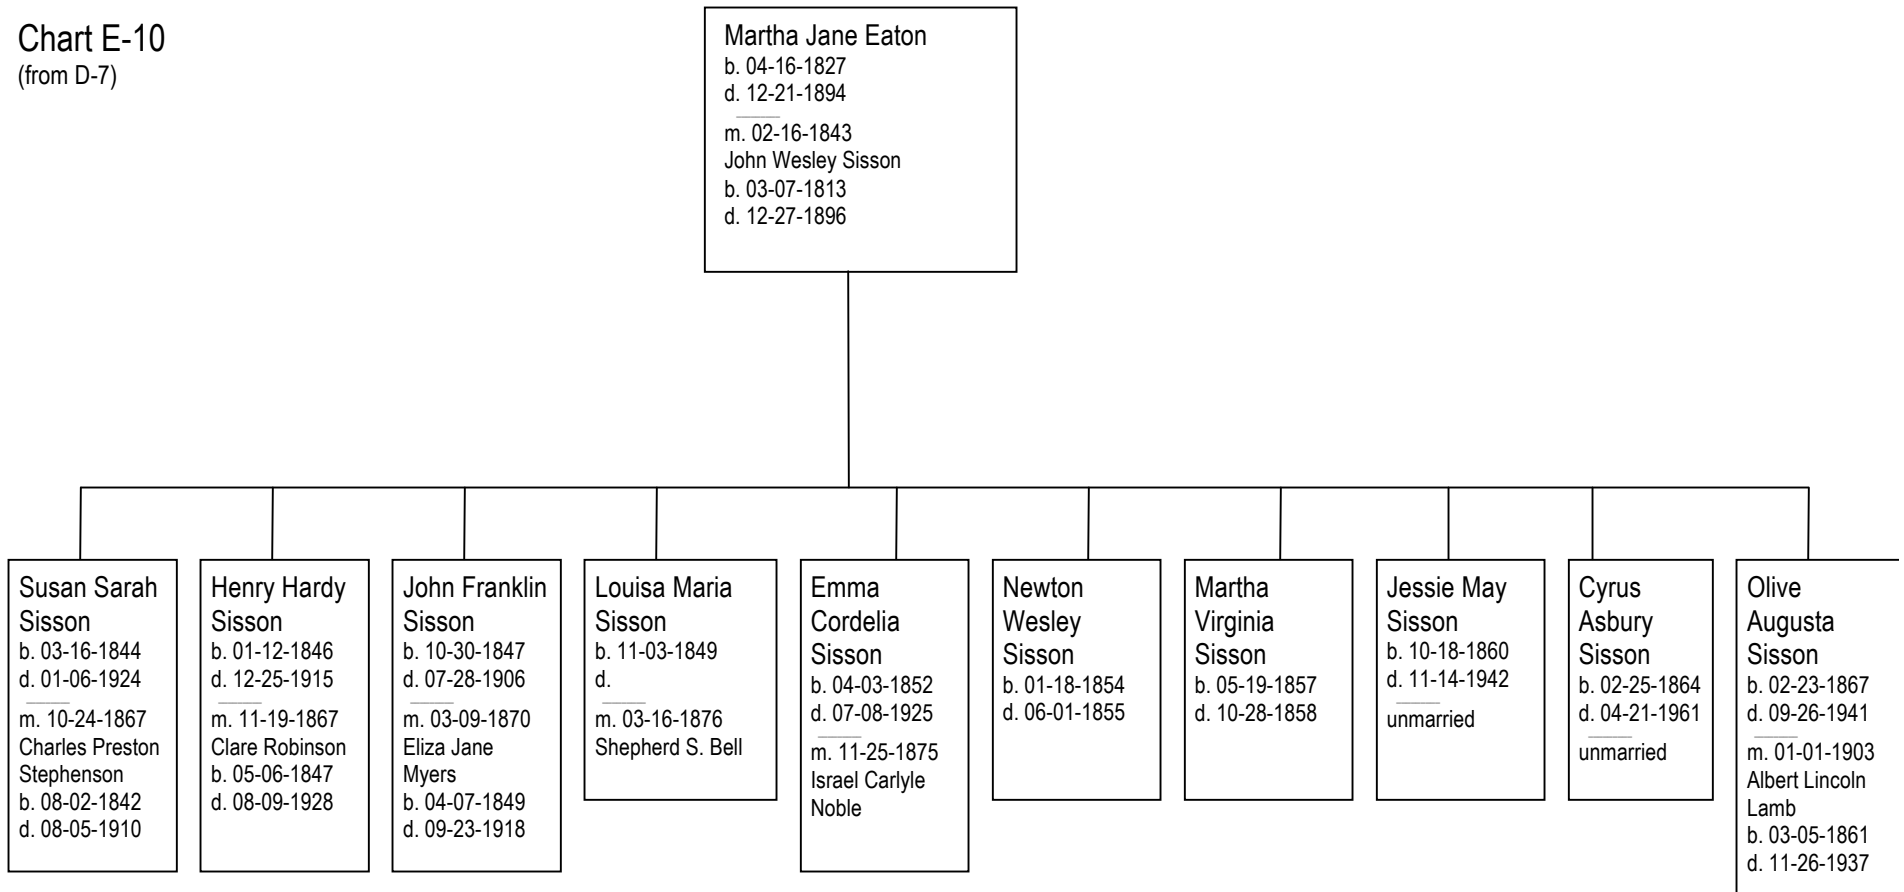 Chart E-10
(from D-7)
Martha Jane Eaton
b. 04-16-1827
d. 12-21-1894
m. 02-16-1843
John Wesley Sisson
b. 03-07-1813
d. 12-27-1896
Susan Sarah
Sisson
b. 03-16-1844
d. 01-06-1924
m. 10-24-1867
Charles Preston
Stephenson
b. 08-02-1842
d. 08-05-1910
Henry Hardy
Sisson
b. 01-12-1846
d. 12-25-1915
m. 11-19-1867
Clare Robinson
b. 05-06-1847
d. 08-09-1928
John Franklin
Sisson
b. 10-30-1847
d. 07-28-1906
m. 03-09-1870
Eliza Jane
Myers
b. 04-07-1849
d. 09-23-1918
Louisa Maria
Sisson
b. 11-03-1849
d.
m. 03-16-1876
Shepherd S. Bell
Emma
Cordelia
Sisson
b. 04-03-1852
d. 07-08-1925
m. 11-25-1875
Israel Carlyle
Noble
Newton
Wesley
Sisson
b. 01-18-1854
d. 06-01-1855
Martha
Virginia
Sisson
b. 05-19-1857
d. 10-28-1858
Jessie May
Sisson
b. 10-18-1860
d. 11-14-1942
unmarried
Cyrus
Asbury
Sisson
b. 02-25-1864
d. 04-21-1961
unmarried
Olive
Augusta
Sisson
b. 02-23-1867
d. 09-26-1941
m. 01-01-1903
Albert Lincoln
Lamb
b. 03-05-1861
d. 11-26-1937